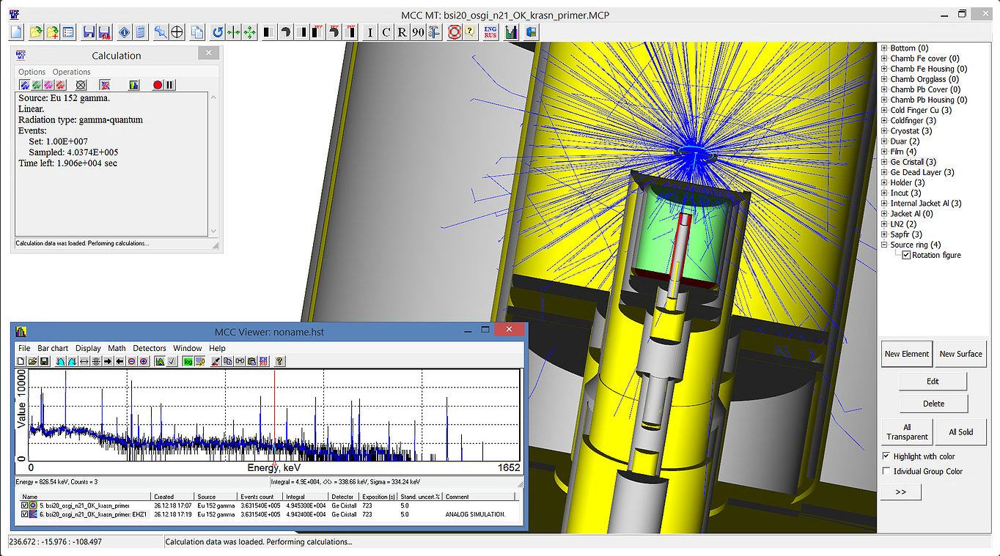 MCC MT: bsi20_osgi_n21_OK_krasn_primer.MCP
I C R 90 ENG RUS
MCC MT
Calculation
Options Operations
Source: Eu 152 gamma.
Linear.
Radiation type: gamma-quantum
Events:
Set: 1.00E+007
Sampled: 4.0374E+005
Time left: 1.906e+004 sec
Calculation data was loaded. Performing calculations...
Bottom (0)
Chamb Fe cover (0)
Chamb Fe Housing (0)
Chamb Orgglass (0)
Chamb Pb Cover (0)
Chamb Pb Housing (0)
Cold Finger Cu (3)
Coldfinger (3)
Cryostat (3)
Duar (2)
Film (4)
Ge Cristall (3)
Ge Dead Layer (3)
Holder (3)
Incut (3)
Internal Jacket Al (3)
Jacket Al (0)
LN2 (2)
Sapfir (3)
Source ring (4)
Rotation figure
New Element New Surface
Edit
Delete
All Transparent All Solid
Highlight with color
Idividual Group Color
>>
MCC Viewer: noname.hst
File Bar chart Display Math Detectors Window Help
log
Value 10000
0
0 Energy, keV 1652
Energy = 826.54 keV, Counts = 3 Integral = 4.9E+004, <X> = 338.66 keV, Sigma = 334.24 keV
Name Created Source Events count Integral Detector Exposition (s) Stand. uncert.% Comment
5. bsi20_osgi_n21_OK_krasn_primer 26.12.18 17:07 Eu 152 gamma 3.631540E+005 4.945300E+004 Ge Cristall 723 5.0
6. bsi20_osgi_n21_OK_krasn_primer: EHZ1 26.12.18 17:19 Eu 152 gamma 3.631540E+005 4.942400E+004 Ge Cristall 723 5.0 ANALOG SIMULATION.
236.672 : -15.976 : -108.497 Calculation data was loaded. Performing calculations...